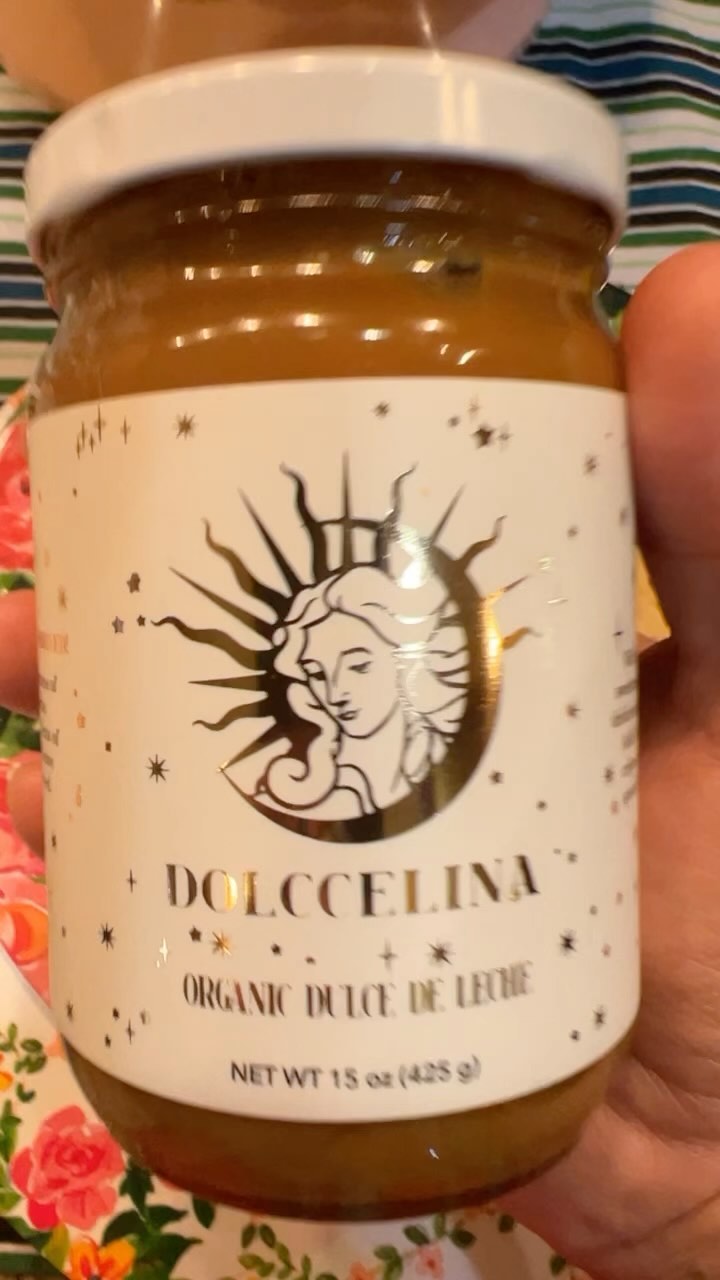 DOLCCELINA
ORGANIC DULCE DE LECHE
NET WT 15 oz (425 g)